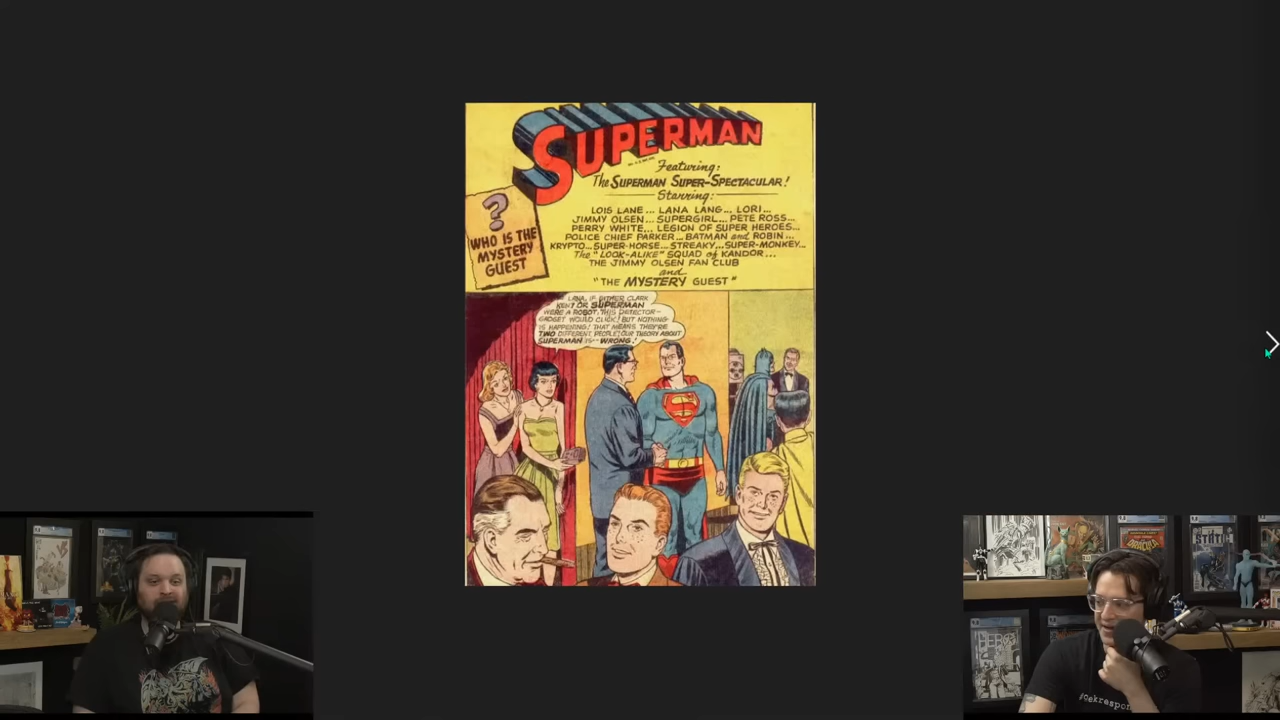 SUPERMAN
Featuring:
The SUPERMAN SUPER-SPECTACULAR!
Starring:
LOIS LANE... LANA LANG... LORI...
JIMMY OLSEN... SUPERGIRL... PETE ROSS...
PERRY WHITE... LEGION OF SUPER HEROES...
POLICE CHIEF PARKER... BATMAN and ROBIN...
KRYPTO... SUPER-HORSE... STREAKY... SUPER-MONKEY...
The "LOOK-ALIKE" SQUAD of KANDOR...
THE JIMMY OLSEN FAN CLUB
and
"THE MYSTERY GUEST"
?
WHO IS THE
MYSTERY
GUEST
LANA, IF EITHER CLARK
KENT OR SUPERMAN
WERE A ROBOT, THIS DETECTOR-
GADGET WOULD CLICK! BUT NOTHING
IS HAPPENING! THAT MEANS THEY'RE
TWO DIFFERENT PEOPLE! OUR THEORY ABOUT
SUPERMAN IS--WRONG!
S
DRACULA
STATIC